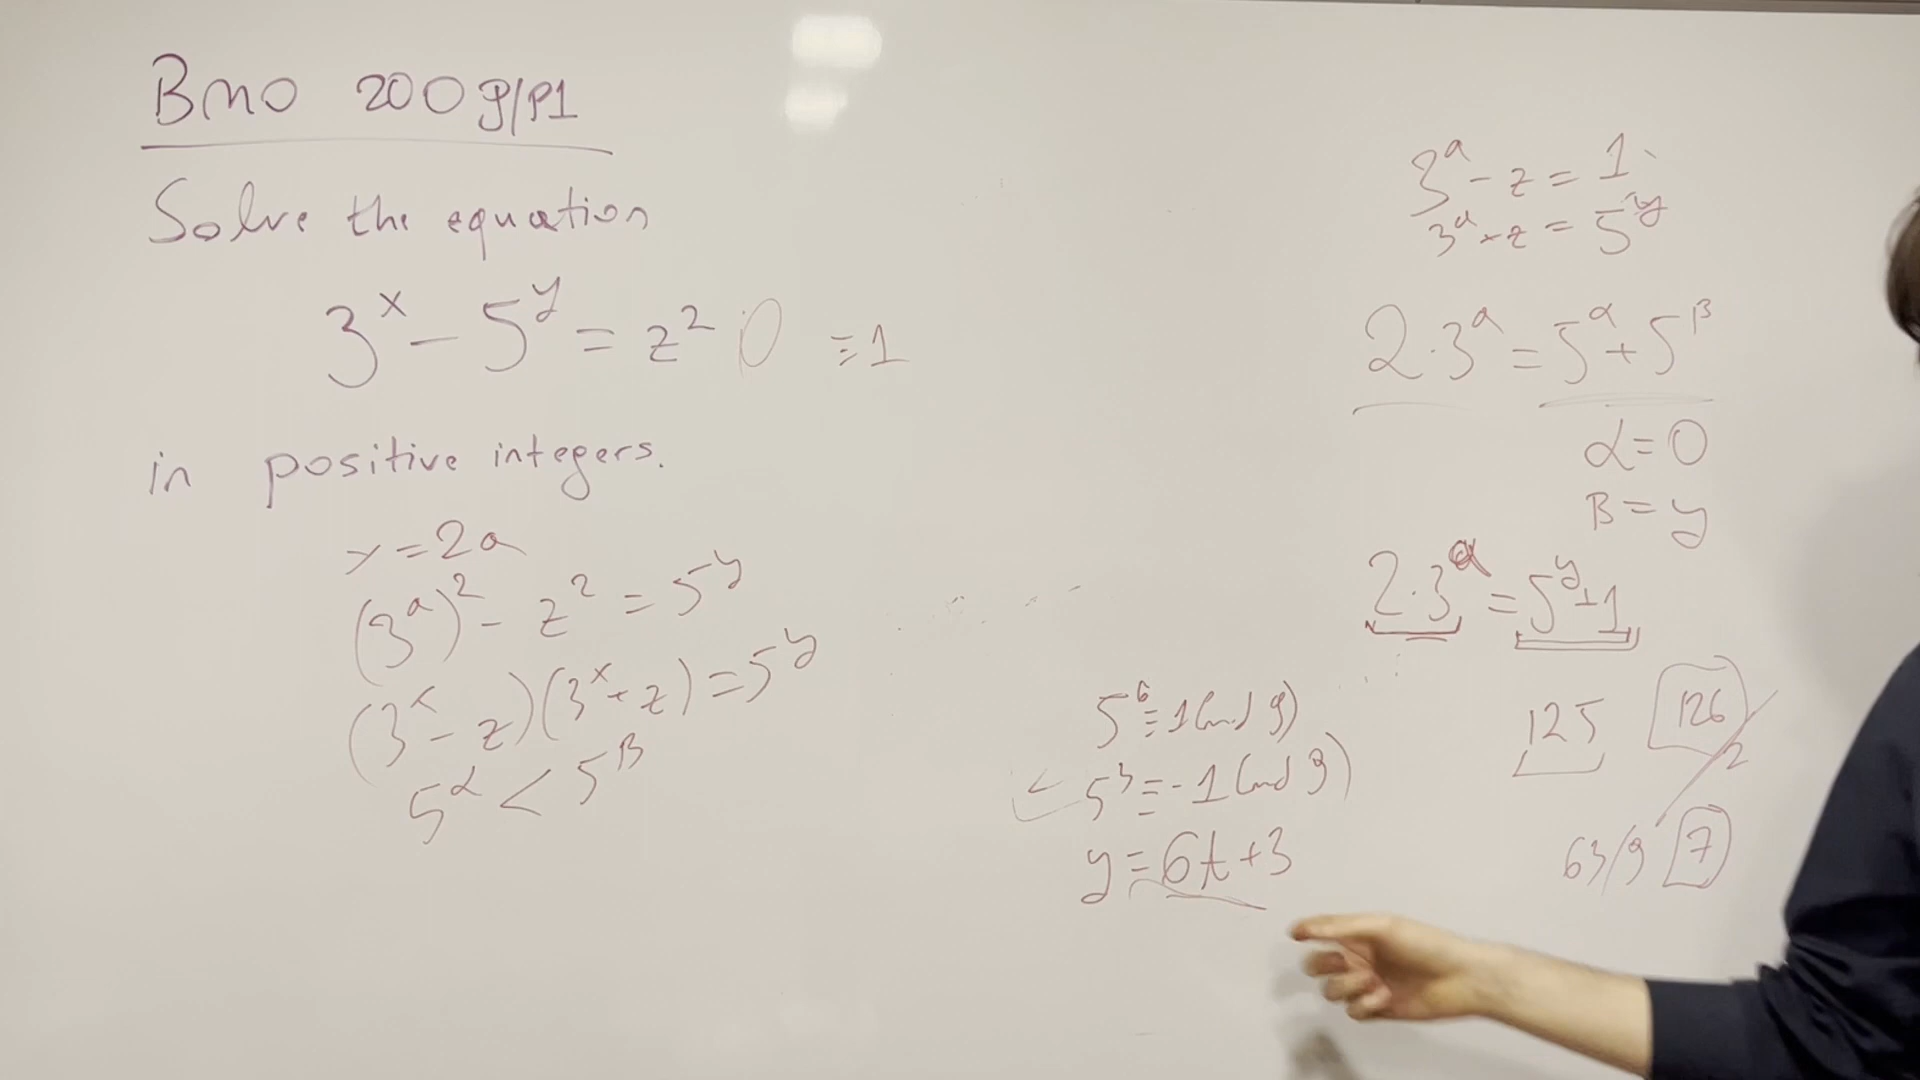 BMO 2009/P1
Solve the equation
3^x - 5^y = z^2 0 ≡ 1
in positive integers.
x = 2a
(3^a)^2 - z^2 = 5^y
(3^x - z)(3^x + z) = 5^y
5^α < 5^β
3^a - z = 1
3^a + z = 5^y
2·3^a = 5^α + 5^β
α = 0
β = y
2·3^a = 5^y + 1
5^6 ≡ 1 (mod 9)
5^3 ≡ -1 (mod 9)
y = 6t + 3
125 126/2
63/9 7